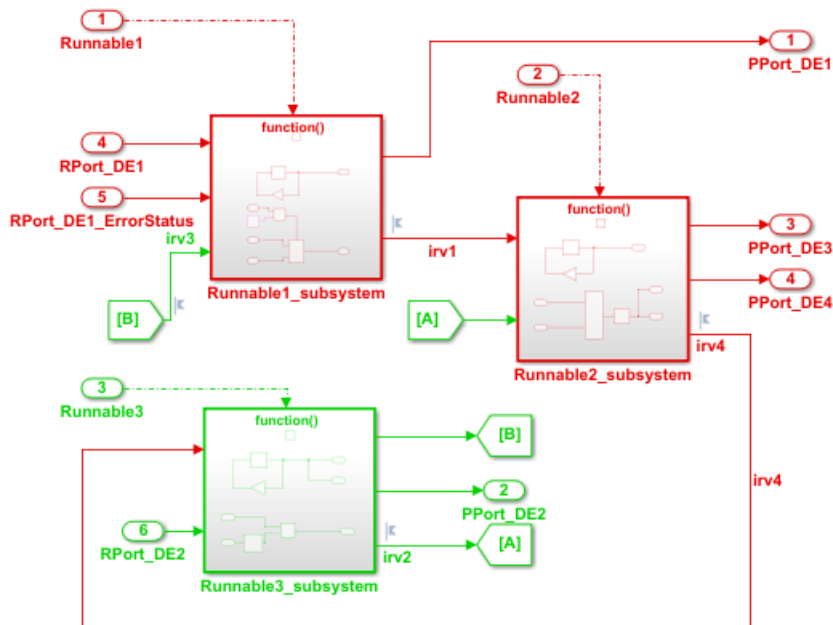 1
Runnable1
1
PPort_DE1
2
Runnable2
function()
4
RPort_DE1
5
RPort_DE1_ErrorStatus
irv3
irv1
[B]
Runnable1_subsystem
function()
3
PPort_DE3
4
PPort_DE4
[A]
irv4
Runnable2_subsystem
3
Runnable3
function()
[B]
2
PPort_DE2
6
RPort_DE2
[A]
irv2
Runnable3_subsystem
irv4